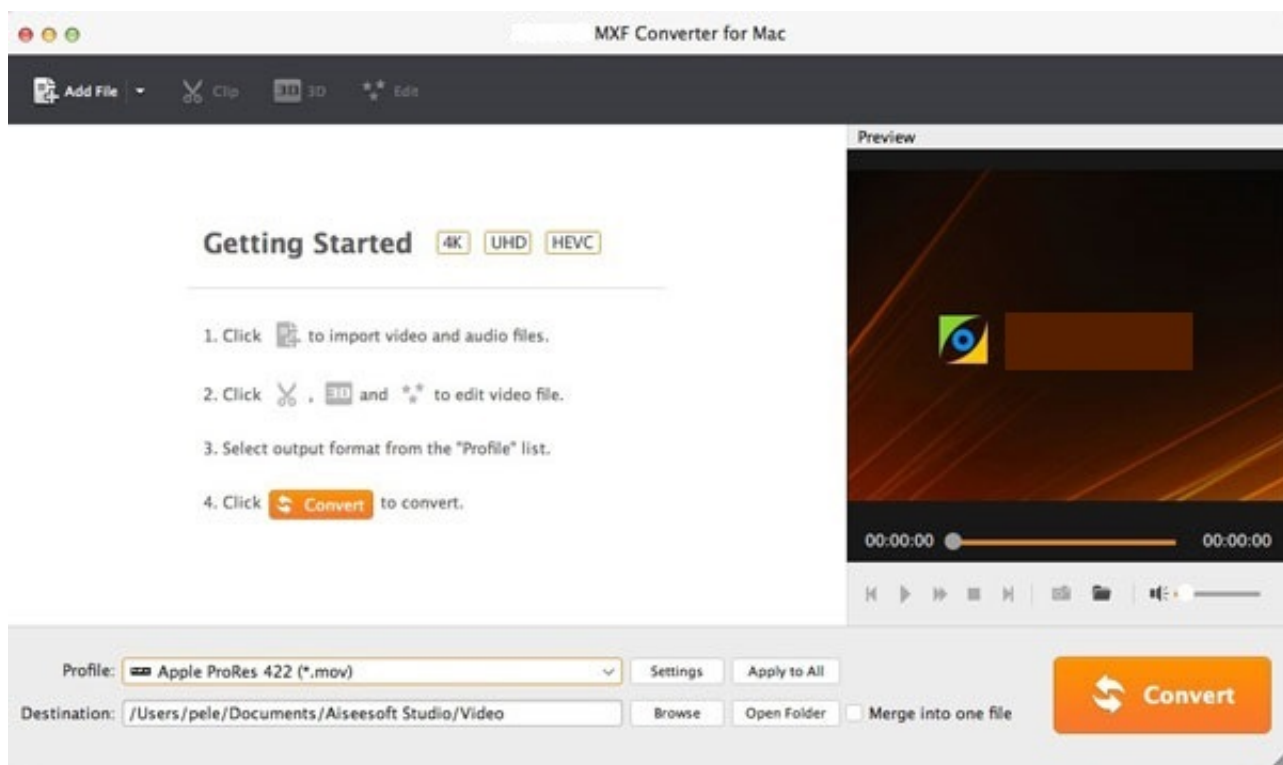 MXF Converter for Mac
Add File Clip 3D 3D Edit
Preview
Getting Started 4K UHD HEVC
1. Click to import video and audio files.
2. Click , 3D and to edit video file.
3. Select output format from the "Profile" list.
4. Click Convert to convert.
00:00:00 00:00:00
Profile: Apple ProRes 422 (*.mov) Settings Apply to All
Destination: /Users/pele/Documents/Aiseesoft Studio/Video Browse Open Folder Merge into one file
Convert